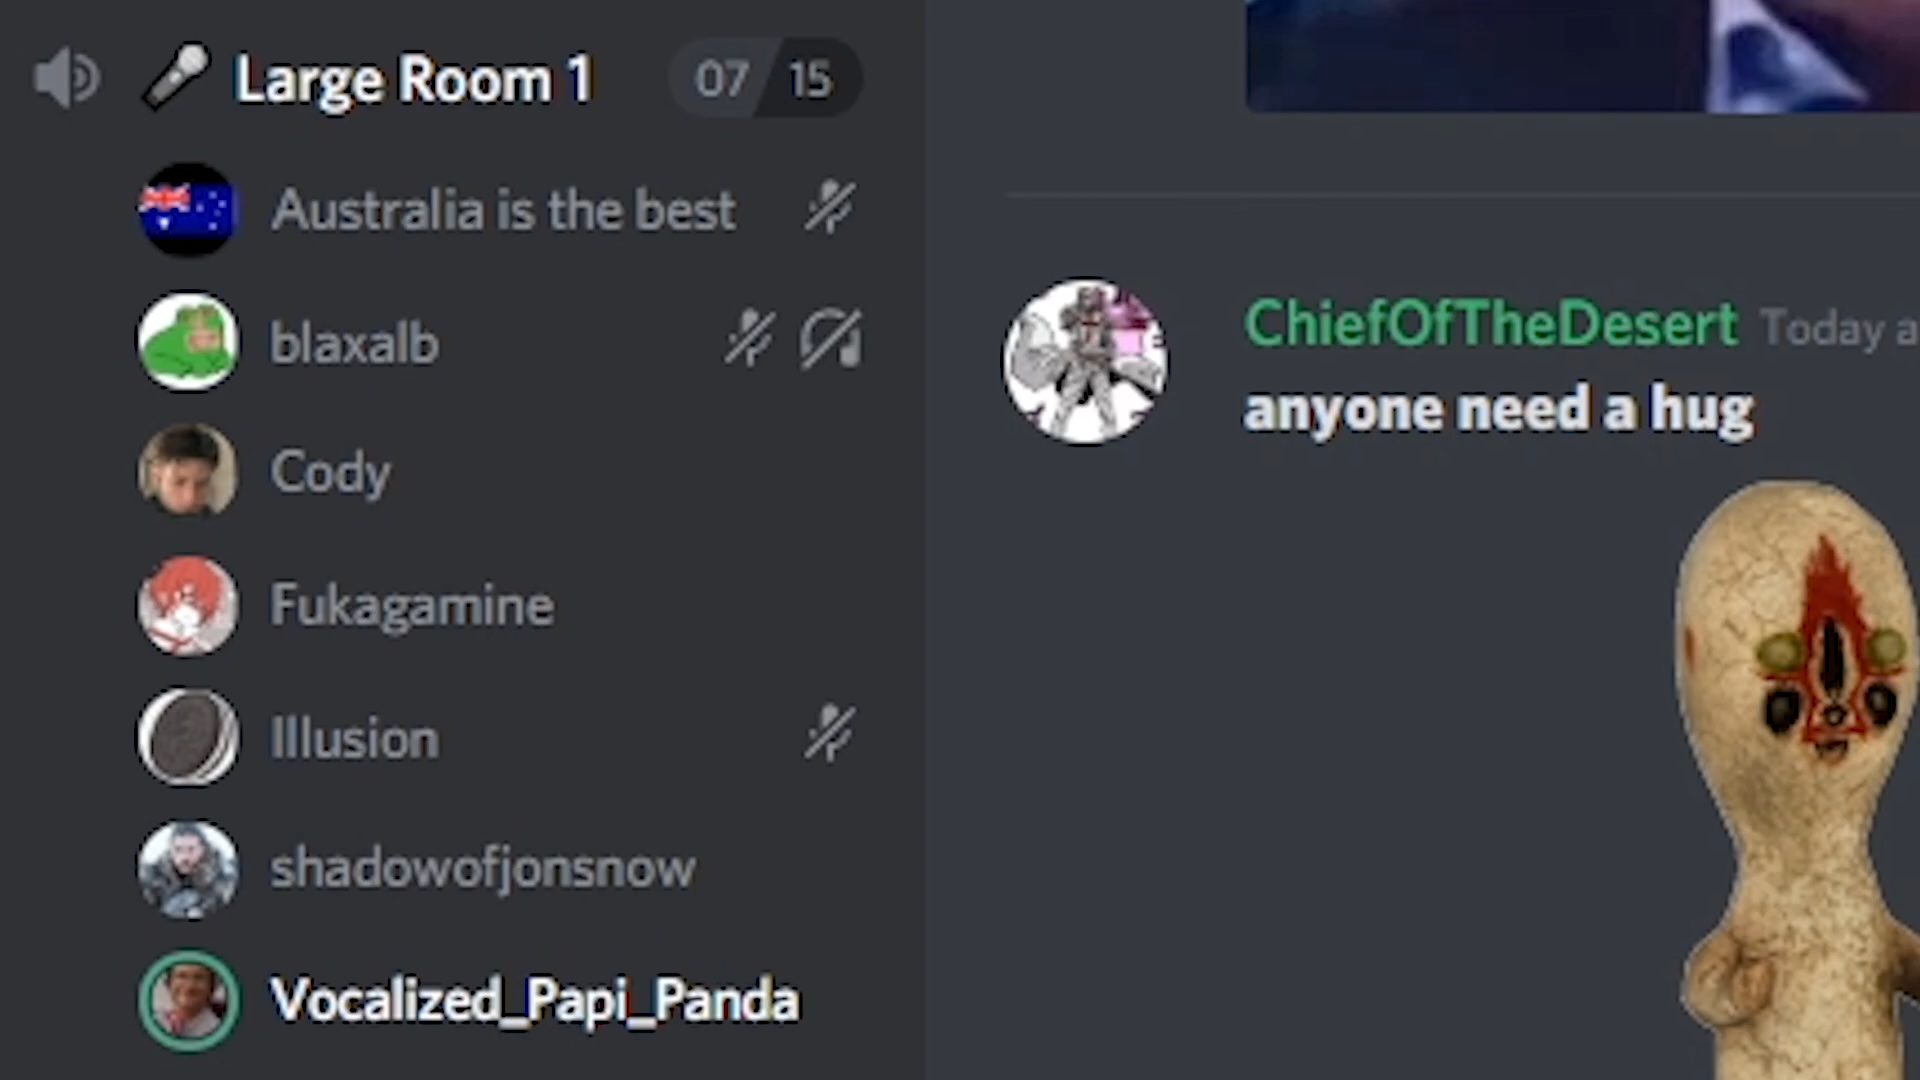 Large Room 1
07 15
Australia is the best
blaxalb
Cody
Fukagamine
Illusion
shadowofjonsnow
Vocalized_Papi_Panda
ChiefOfTheDesert Today a
anyone need a hug